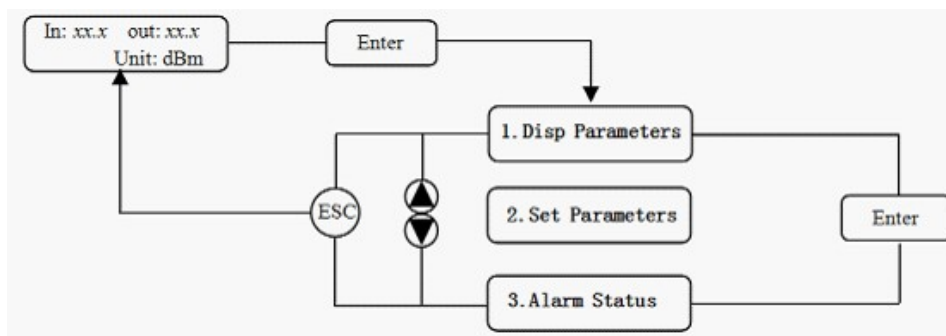 In: xx.x out: xx.x
Unit: dBm
Enter
1.Disp Parameters
ESC
2.Set Parameters
Enter
3.Alarm Status